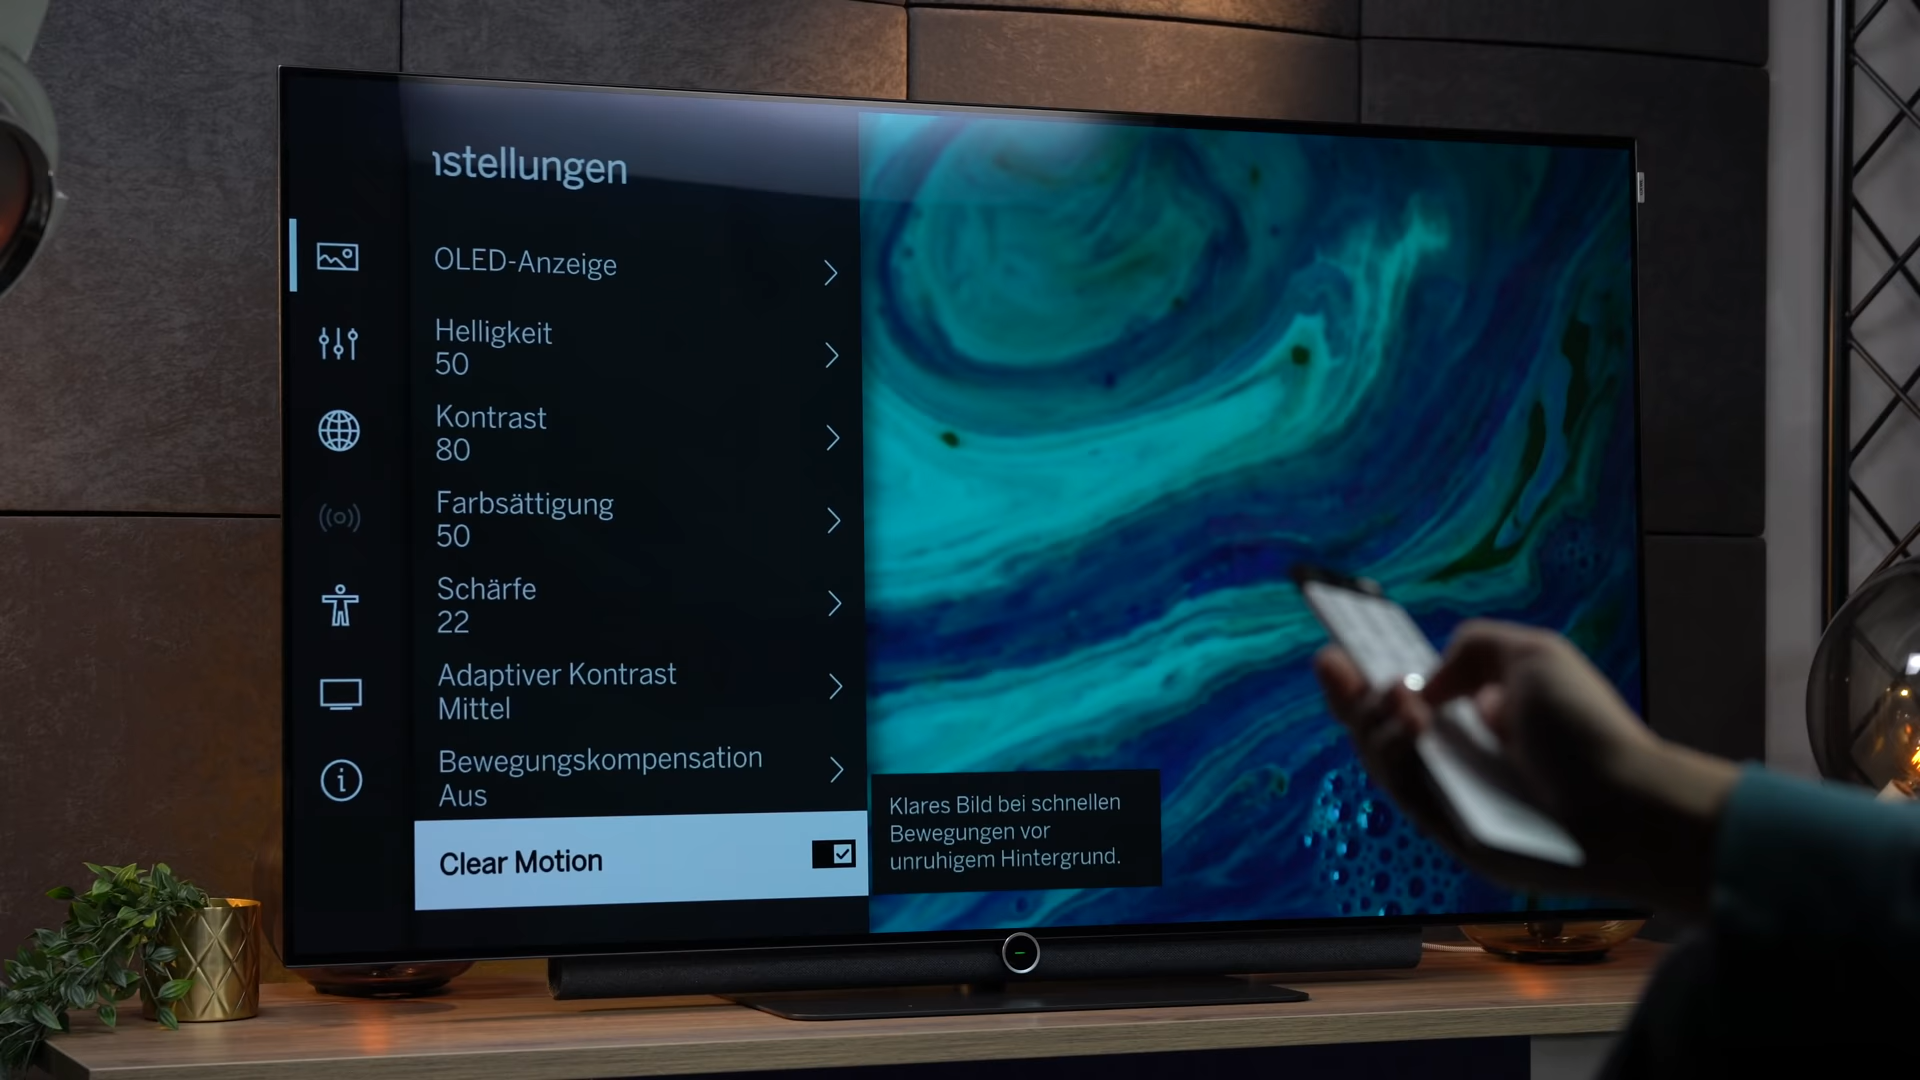 nstellungen
OLED-Anzeige
Helligkeit
50
Kontrast
80
Farbsättigung
50
Schärfe
22
Adaptiver Kontrast
Mittel
Bewegungskompensation
Aus
Clear Motion
Klares Bild bei schnellen
Bewegungen vor
unruhigem Hintergrund.